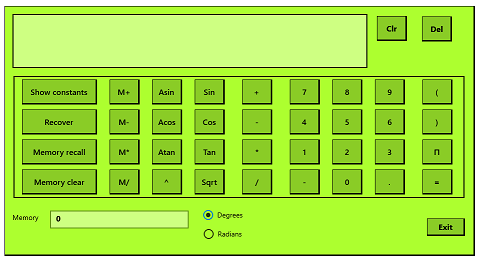 Clr Del
Show constants M+ Asin Sin + 7 8 9 (
Recover M- Acos Cos - 4 5 6 )
Memory recall M* Atan Tan * 1 2 3 Π
Memory clear M/ ^ Sqrt / - 0 . =
Memory 0 Degrees
Radians
Exit